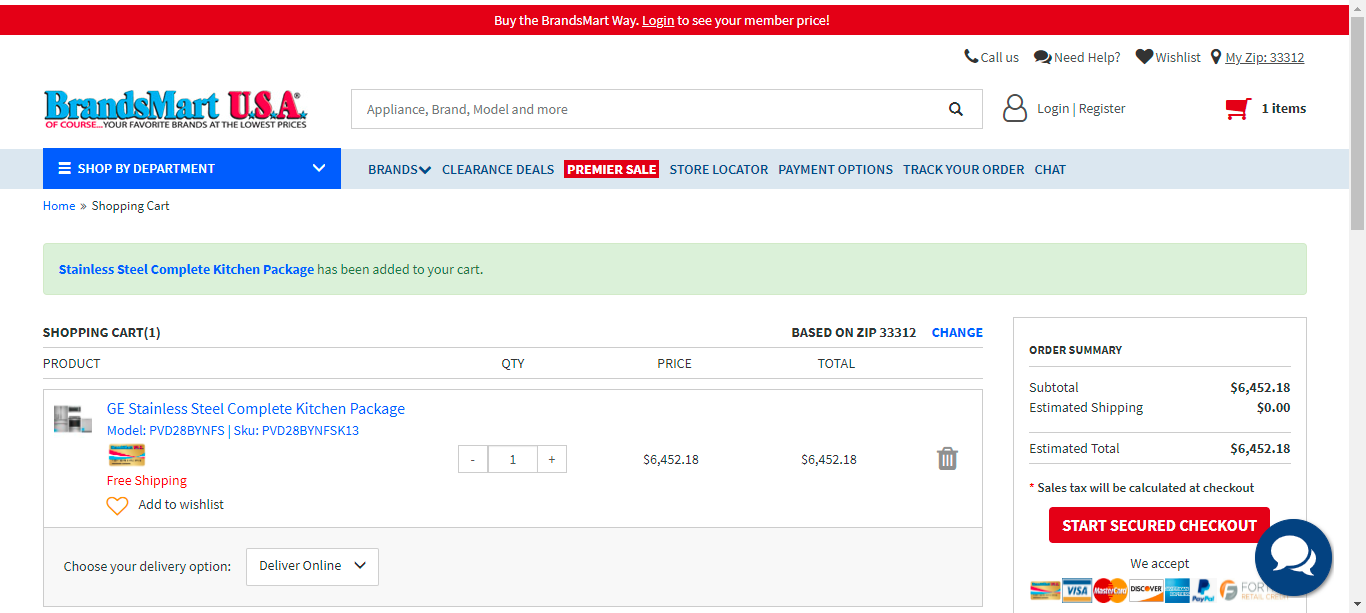 Buy the BrandsMart Way. Login to see your member price!
Call us Need Help? Wishlist My Zip: 33312
BrandsMart U.S.A.®
OF COURSE...YOUR FAVORITE BRANDS AT THE LOWEST PRICES
Appliance, Brand, Model and more
Login | Register
1 items
SHOP BY DEPARTMENT
BRANDS CLEARANCE DEALS PREMIER SALE STORE LOCATOR PAYMENT OPTIONS TRACK YOUR ORDER CHAT
Home » Shopping Cart
Stainless Steel Complete Kitchen Package has been added to your cart.
SHOPPING CART(1) BASED ON ZIP 33312 CHANGE
PRODUCT QTY PRICE TOTAL
GE Stainless Steel Complete Kitchen Package
Model: PVD28BYNFS | Sku: PVD28BYNFSK13
- 1 + $6,452.18 $6,452.18
Free Shipping
Add to wishlist
Choose your delivery option: Deliver Online
ORDER SUMMARY
Subtotal $6,452.18
Estimated Shipping $0.00
Estimated Total $6,452.18
* Sales tax will be calculated at checkout
START SECURED CHECKOUT
We accept
VISA MasterCard DISCOVER PayPal